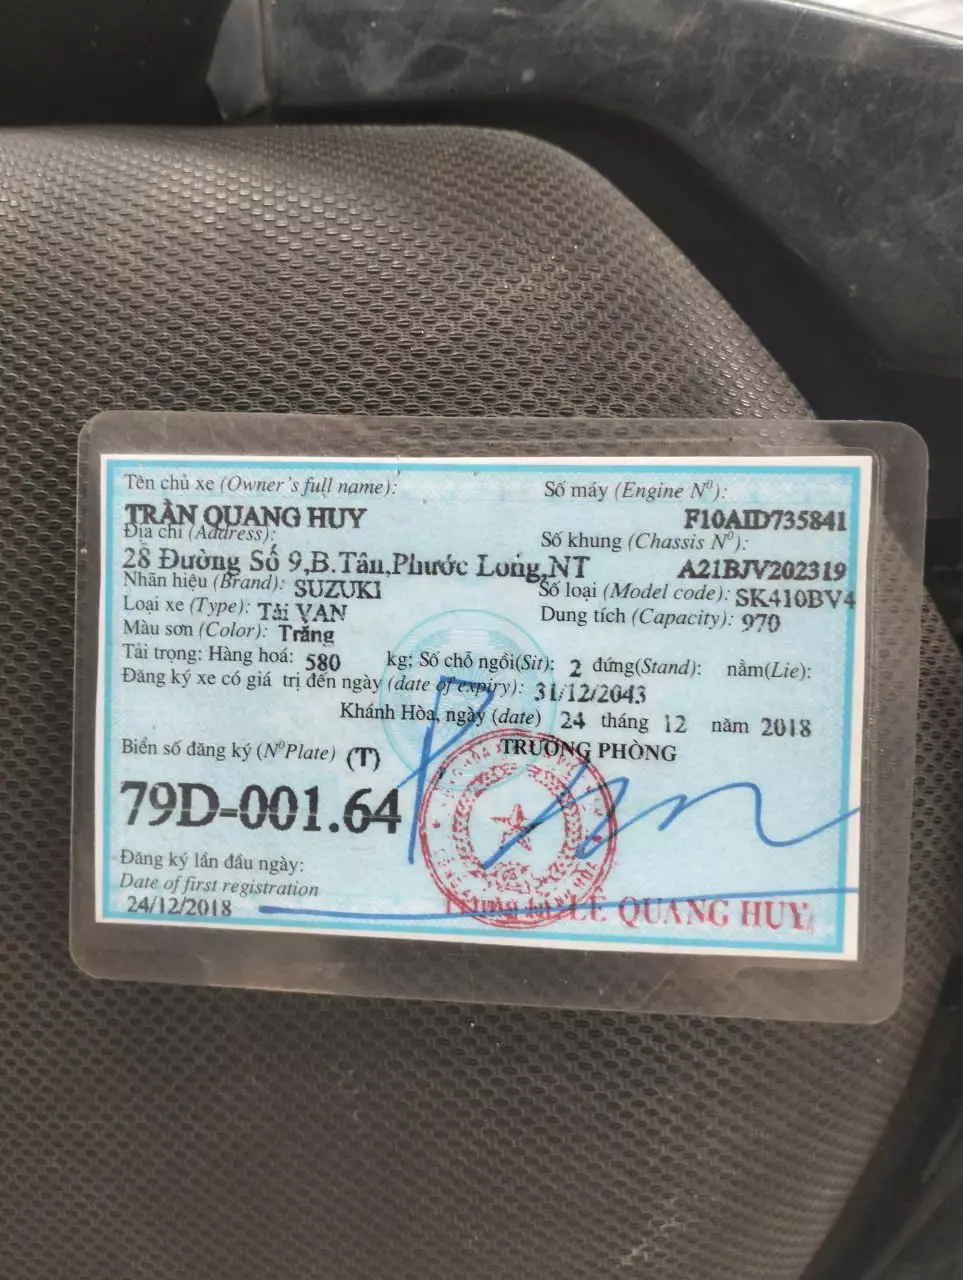 Tên chủ xe (Owner's full name):
TRẦN QUANG HUY
Địa chỉ (Address):
28 Đường Số 9,B.Tân,Phước Long,NT
Nhãn hiệu (Brand): SUZUKI
Loại xe (Type): Tải VAN
Màu sơn (Color): Trắng
Số máy (Engine Nº):
F10AID735841
Số khung (Chassis Nº):
A21BJV202319
Số loại (Model code): SK410BV4
Dung tích (Capacity): 970
Tải trọng: Hàng hoá: 580 kg; Số chỗ ngồi(Sit): 2 đứng(Stand): nằm(Lie):
Đăng ký xe có giá trị đến ngày (date of expiry): 31/12/2043
Khánh Hòa, ngày (date) 24 tháng 12 năm 2018
Biển số đăng ký (NºPlate) (T)
TRƯỞNG PHÒNG
79D-001.64
Đăng ký lần đầu ngày:
Date of first registration
24/12/2018
LÊ QUANG HUY